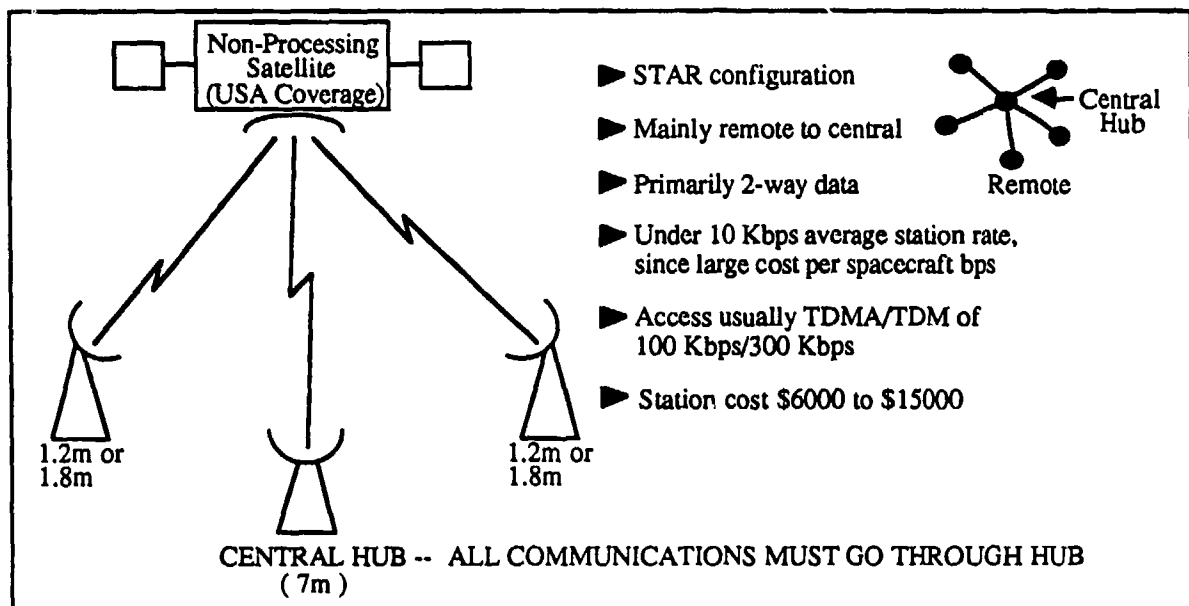 Non-Processing
Satellite
(USA Coverage)
► STAR configuration
► Mainly remote to central
► Primarily 2-way data
► Under 10 Kbps average station rate,
since large cost per spacecraft bps
► Access usually TDMA/TDM of
100 Kbps/300 Kbps
► Station cost $6000 to $15000
Central
Hub
Remote
1.2m or
1.8m
1.2m or
1.8m
CENTRAL HUB -- ALL COMMUNICATIONS MUST GO THROUGH HUB
( 7m )